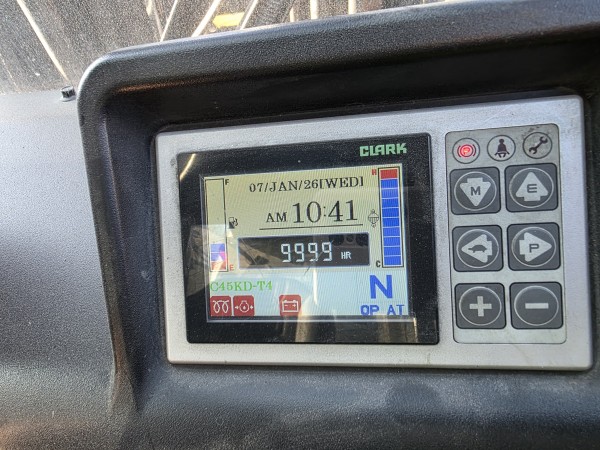 CLARK
F
07/JAN/26[WED]
H
AM 10:41
9999 HR
E
C
C45KD-T4
N
OP AT
M
E
P
+
−